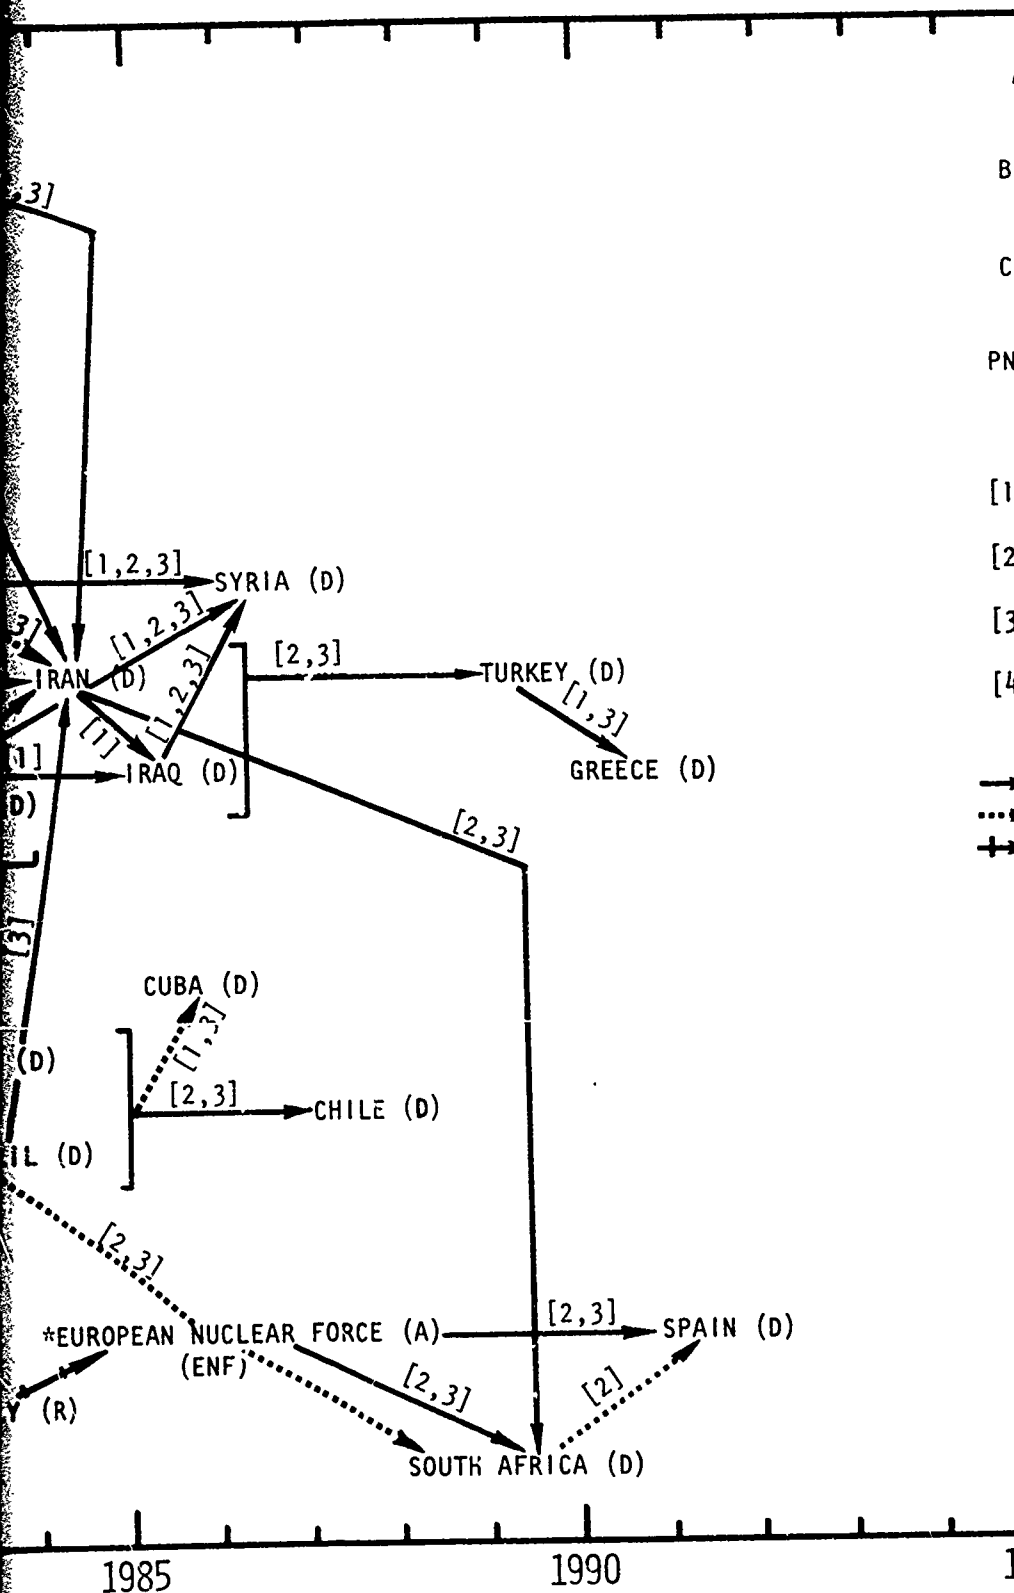 B
C
,3]
PN
[1
[1,2,3]
SYRIA (D)
[2
3]
[1,2,3]
[3
[2,3]
IRAN (D)
[1,2,3]
TURKEY (D)
[4
[1]
[1,3]
[1]
IRAQ (D)
GREECE (D)
D)
[2,3]
[3]
CUBA (D)
[1,3]
(D)
[2,3]
CHILE (D)
IL (D)
[2,3]
*EUROPEAN NUCLEAR FORCE (A)
[2,3]
SPAIN (D)
(ENF)
[2,3]
[2]
Y (R)
SOUTH AFRICA (D)
1985
1990
1